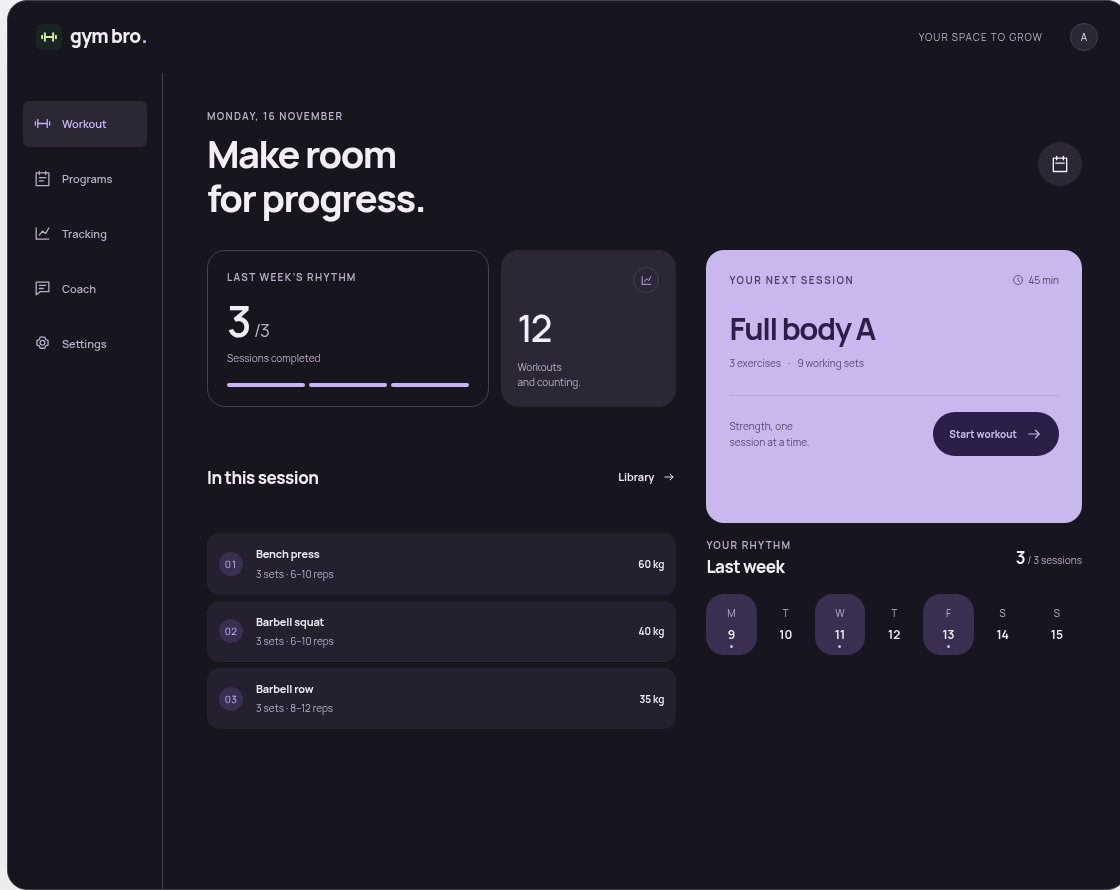 gym bro.
YOUR SPACE TO GROW
A
Workout
Programs
Tracking
Coach
Settings
MONDAY, 16 NOVEMBER
Make room
for progress.
LAST WEEK'S RHYTHM
3 /3
Sessions completed
12
Workouts
and counting.
YOUR NEXT SESSION
45 min
Full body A
3 exercises · 9 working sets
Strength, one
session at a time.
Start workout
In this session
Library
01
Bench press
3 sets · 6–10 reps
60 kg
02
Barbell squat
3 sets · 6–10 reps
40 kg
03
Barbell row
3 sets · 8–12 reps
35 kg
YOUR RHYTHM
Last week
3 / 3 sessions
M T W T F S S
9 10 11 12 13 14 15